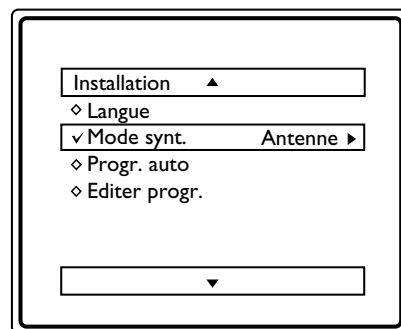 Installation ▲
◇ Langue
✓ Mode synt. Antenne ▶
◇ Progr. auto
◇ Editer progr.
▼